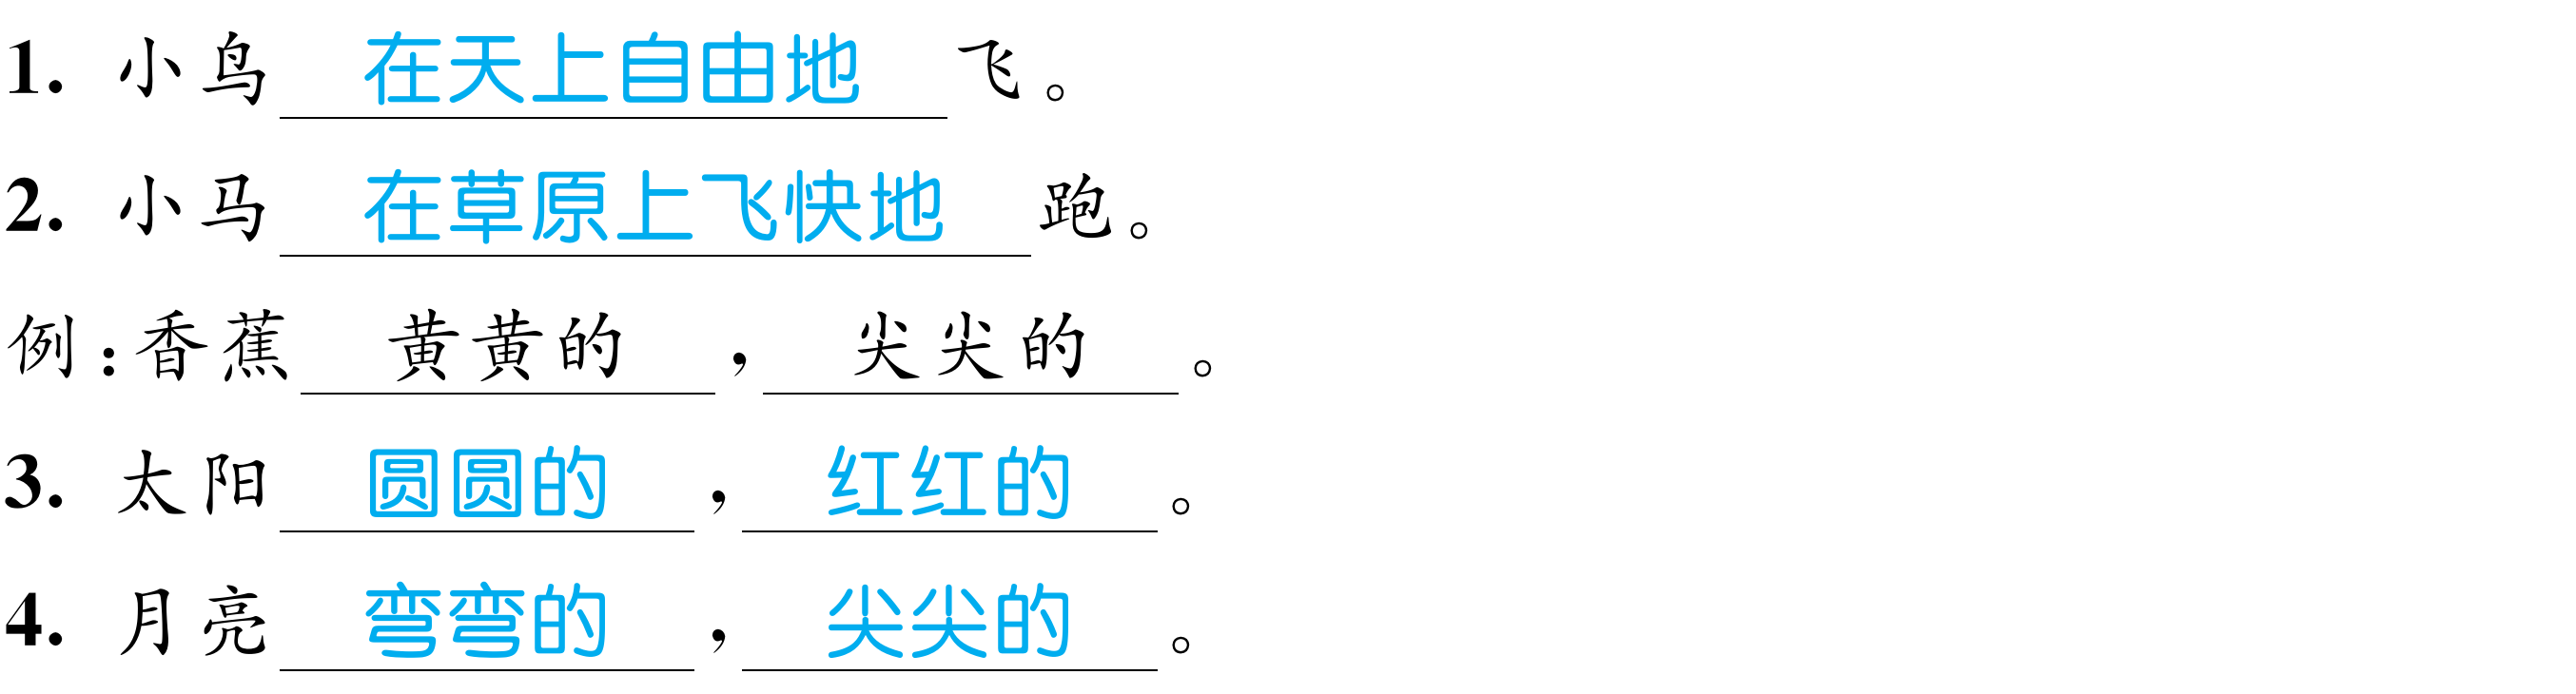 1. 小鸟 在天上自由地 飞。
2. 小马 在草原上飞快地 跑。
例:香蕉 黄黄的 , 尖尖的 。
3. 太阳 圆圆的 , 红红的 。
4. 月亮 弯弯的 , 尖尖的 。